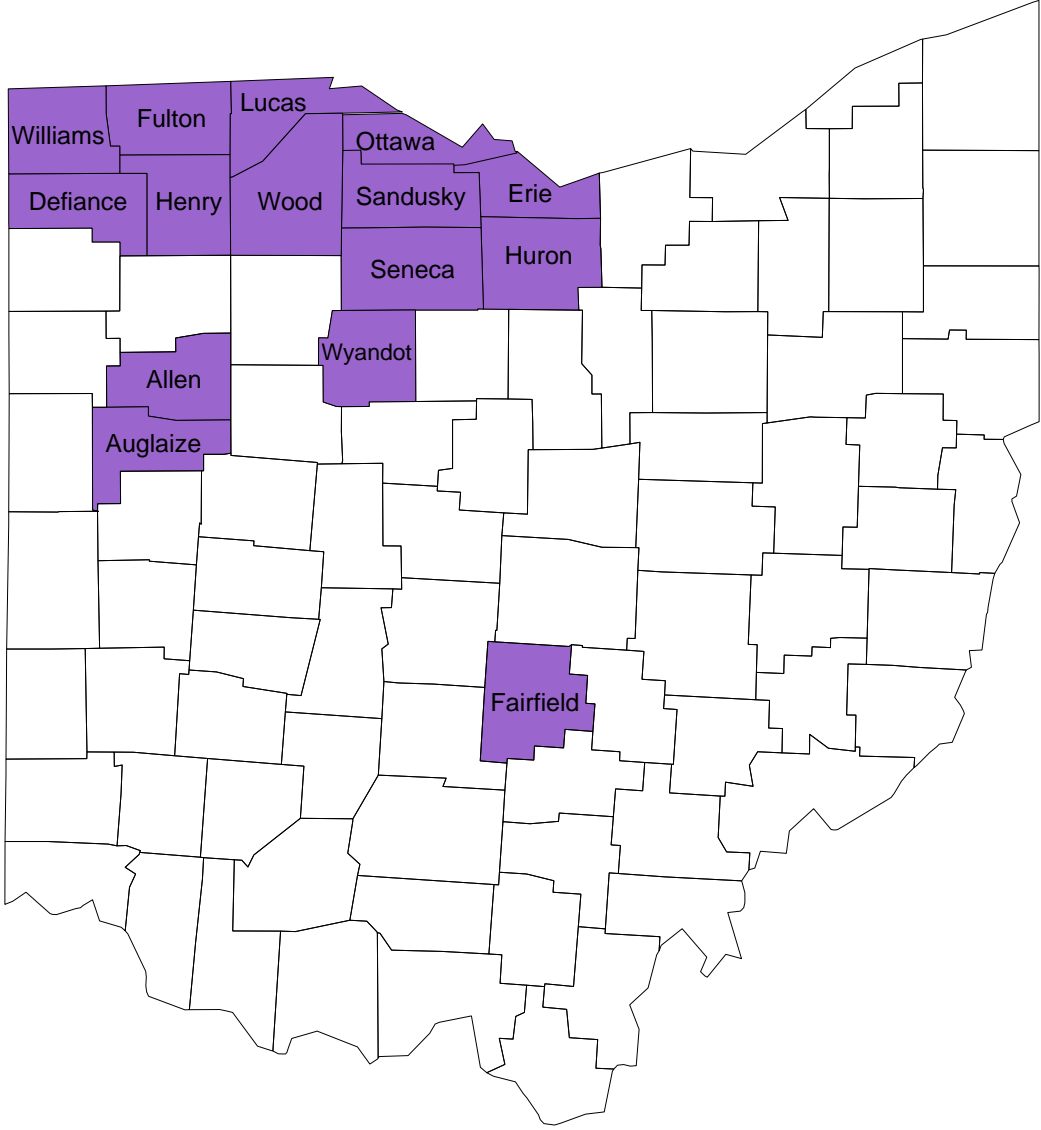 Lucas
Fulton
Williams
Ottawa
Erie
Sandusky
Defiance
Henry
Wood
Huron
Seneca
Wyandot
Allen
Auglaize
Fairfield